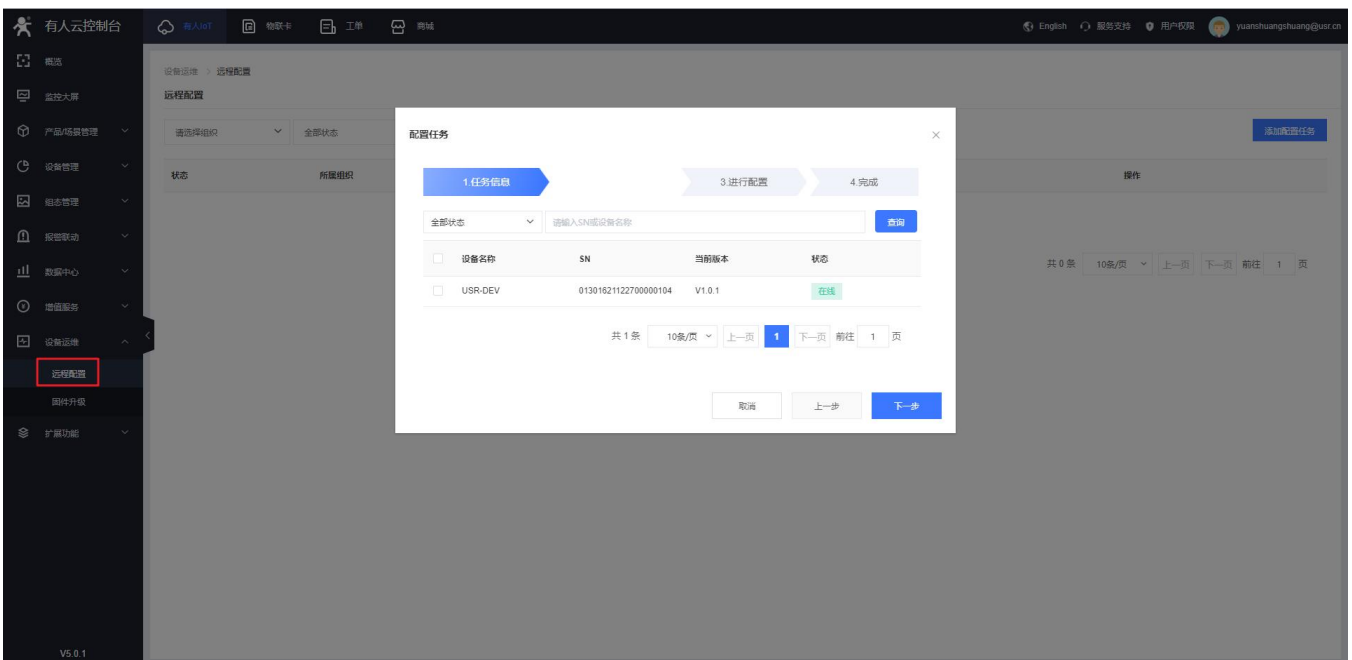 有人云控制台
有人IoT
物联卡
工单
商城
English
服务支持
用户权限
yuanshuangshuang@usr.cn
概览
监控大屏
产品/场景管理
设备管理
组态管理
报警联动
数据中心
增值服务
设备运维
远程配置
固件升级
扩展功能
V5.0.1
设备运维 > 远程配置
远程配置
请选择组织
全部状态
添加配置任务
状态
所属组织
操作
共 0 条 10条/页 上一页 下一页 前往 1 页
配置任务
1.任务信息
3.进行配置
4.完成
全部状态
请输入SN或设备名称
查询
设备名称 SN 当前版本 状态
USR-DEV 01301621122700000104 V1.0.1 在线
共 1 条 10条/页 上一页 1 下一页 前往 1 页
取消
上一步
下一步